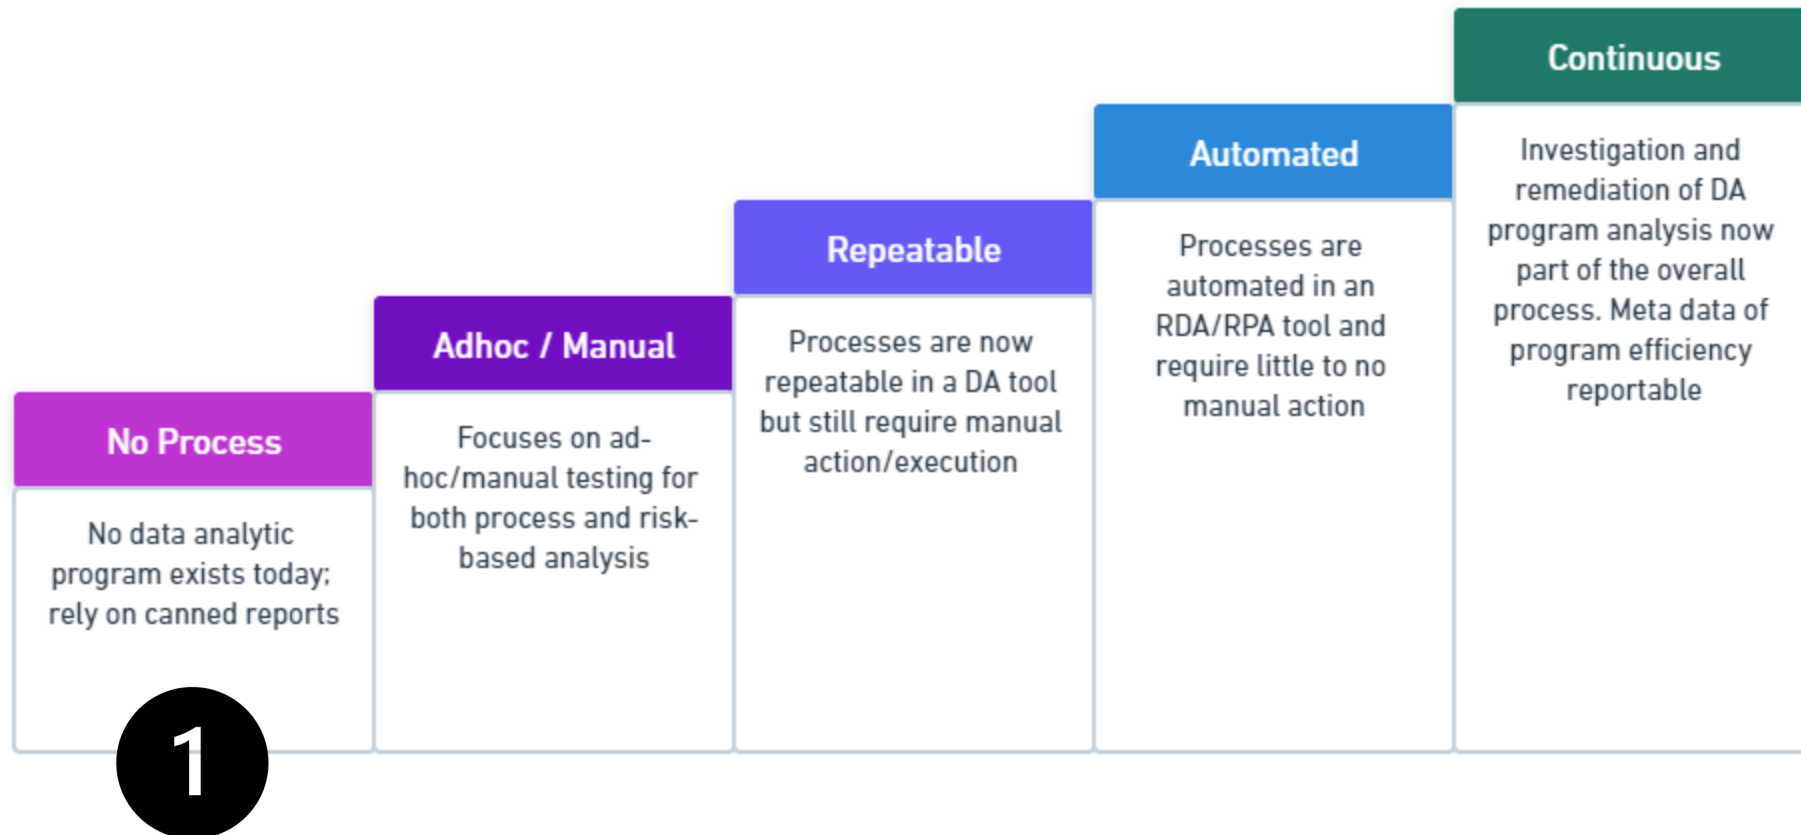 No Process
No data analytic
program exists today;
rely on canned reports
1
Adhoc / Manual
Focuses on ad-
hoc/manual testing for
both process and risk-
based analysis
Repeatable
Processes are now
repeatable in a DA tool
but still require manual
action/execution
Automated
Processes are
automated in an
RDA/RPA tool and
require little to no
manual action
Continuous
Investigation and
remediation of DA
program analysis now
part of the overall
process. Meta data of
program efficiency
reportable